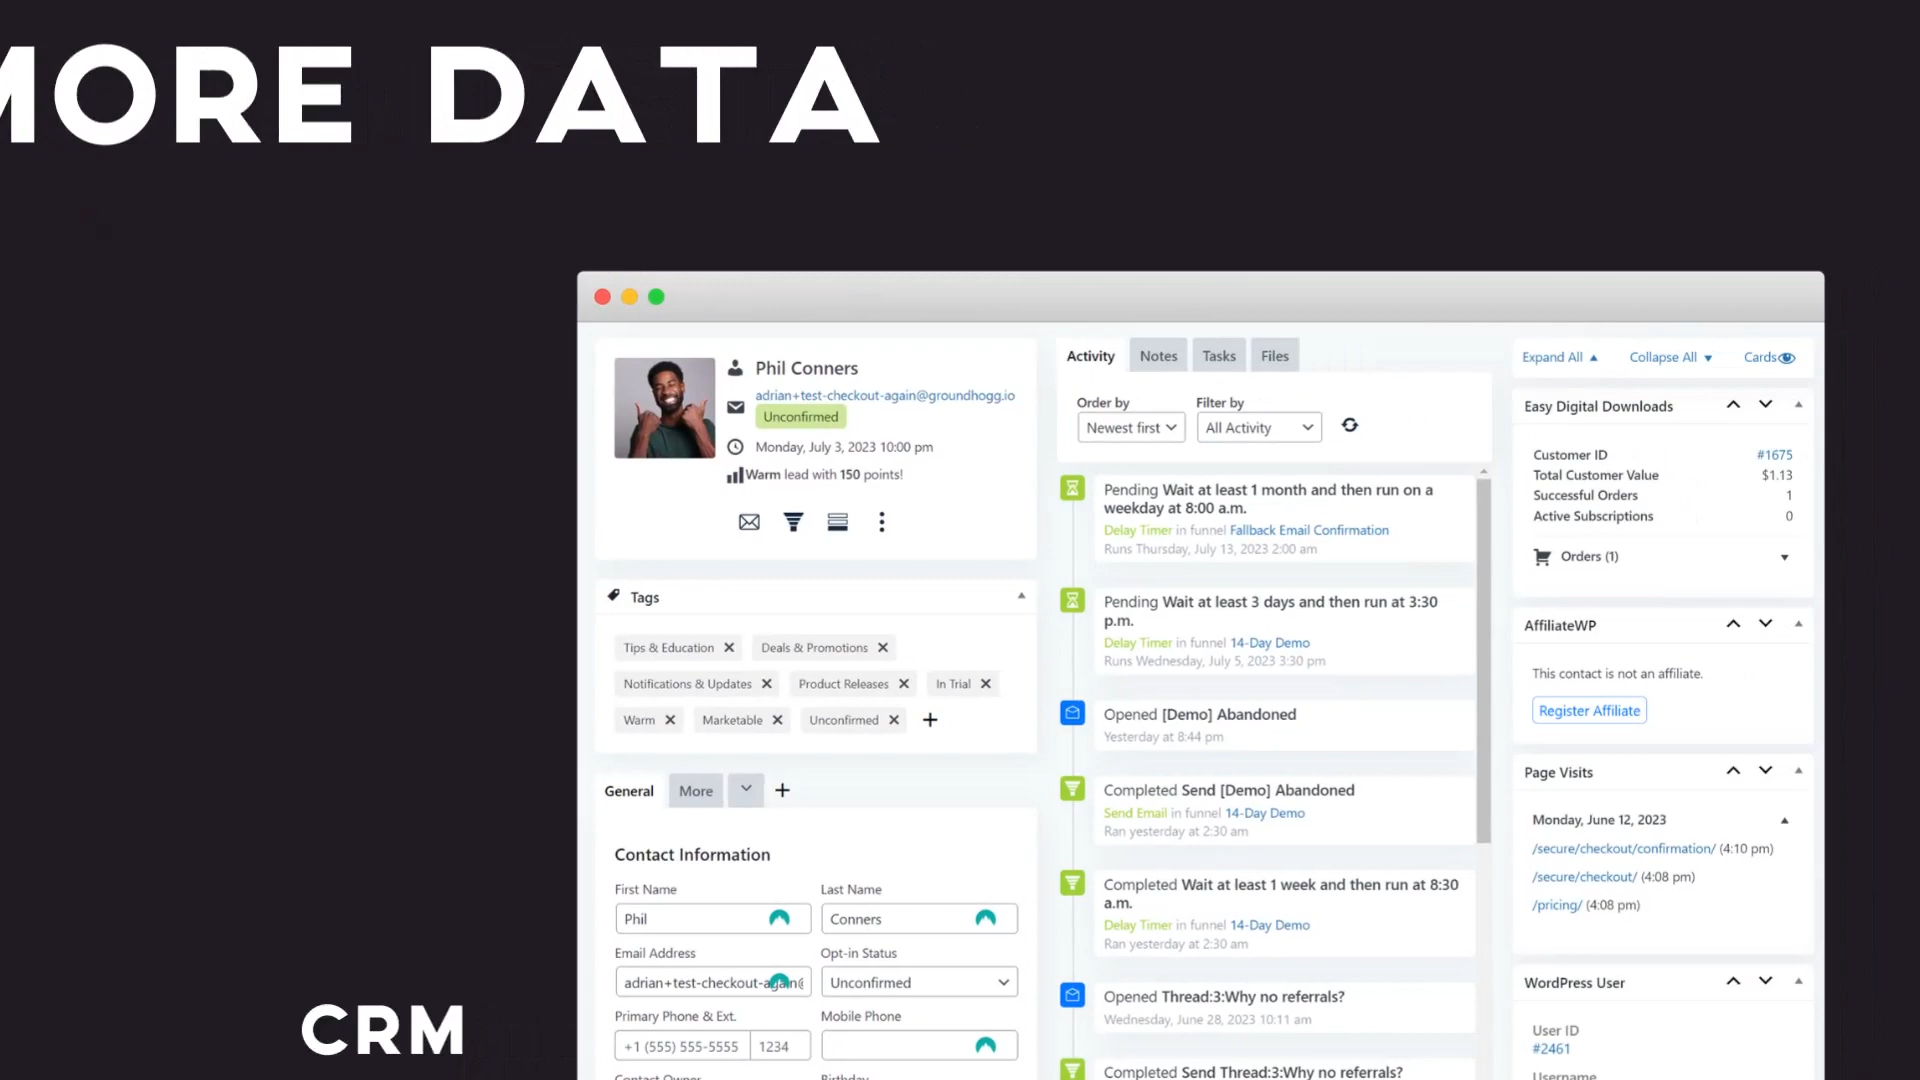 MORE DATA
CRM
Phil Conners
adrian+test-checkout-again@groundhogg.io
Unconfirmed
Monday, July 3, 2023 10:00 pm
Warm lead with 150 points!
Tags
Tips & Education
Deals & Promotions
Notifications & Updates
Product Releases
In Trial
Warm
Marketable
Unconfirmed
General
More
Contact Information
First Name
Last Name
Phil
Conners
Email Address
Opt-in Status
adrian+test-checkout-again@
Unconfirmed
Primary Phone & Ext.
Mobile Phone
+1 (555) 555-5555
1234
Contact Owner
Birthday
Activity
Notes
Tasks
Files
Order by
Filter by
Newest first
All Activity
Pending Wait at least 1 month and then run on a
weekday at 8:00 a.m.
Delay Timer in funnel Fallback Email Confirmation
Runs Thursday, July 13, 2023 2:00 am
Pending Wait at least 3 days and then run at 3:30
p.m.
Delay Timer in funnel 14-Day Demo
Runs Wednesday, July 5, 2023 3:30 pm
Opened [Demo] Abandoned
Yesterday at 8:44 pm
Completed Send [Demo] Abandoned
Send Email in funnel 14-Day Demo
Ran yesterday at 2:30 am
Completed Wait at least 1 week and then run at 8:30
a.m.
Delay Timer in funnel 14-Day Demo
Ran yesterday at 2:30 am
Opened Thread:3:Why no referrals?
Wednesday, June 28, 2023 10:11 am
Completed Send Thread:3:Why no referrals?
Expand All
Collapse All
Cards
Easy Digital Downloads
Customer ID #1675
Total Customer Value $1.13
Successful Orders 1
Active Subscriptions 0
Orders (1)
AffiliateWP
This contact is not an affiliate.
Register Affiliate
Page Visits
Monday, June 12, 2023
/secure/checkout/confirmation/ (4:10 pm)
/secure/checkout/ (4:08 pm)
/pricing/ (4:08 pm)
WordPress User
User ID
#2461
Username